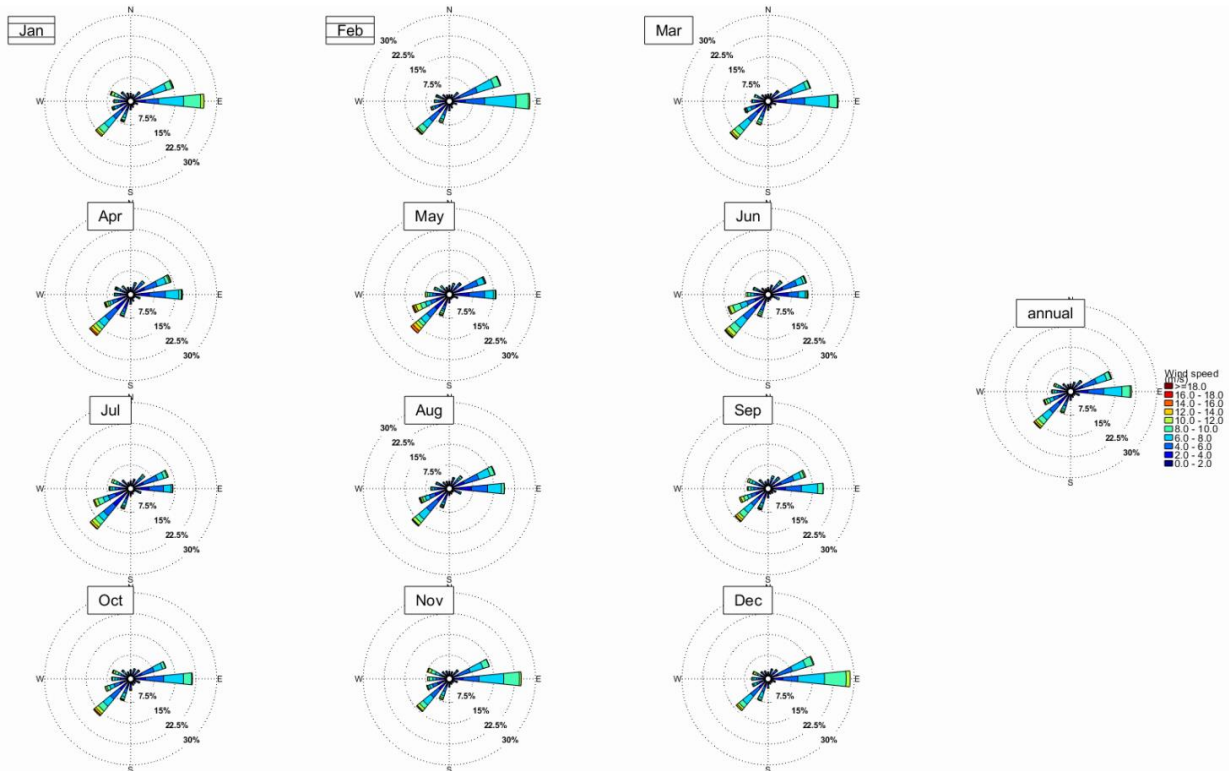 N
Jan
W
E
7.5%
15%
22.5%
30%
S
N
Feb
30%
22.5%
15%
7.5%
W
E
S
N
Mar
30%
22.5%
15%
7.5%
W
E
S
Apr
W
E
7.5%
15%
22.5%
30%
S
May
W
E
7.5%
15%
22.5%
30%
S
Jun
W
E
7.5%
15%
22.5%
30%
S
annual
W
E
7.5%
15%
22.5%
30%
S
Wind speed
(m/s)
>=18.0
16.0 - 18.0
14.0 - 16.0
12.0 - 14.0
10.0 - 12.0
8.0 - 10.0
6.0 - 8.0
4.0 - 6.0
2.0 - 4.0
0.0 - 2.0
Jul
W
E
7.5%
15%
22.5%
30%
S
Aug
30%
22.5%
15%
7.5%
W
E
S
Sep
W
E
7.5%
15%
22.5%
30%
S
Oct
W
E
7.5%
15%
22.5%
30%
S
Nov
W
E
7.5%
15%
22.5%
30%
S
Dec
W
E
7.5%
15%
22.5%
30%
S